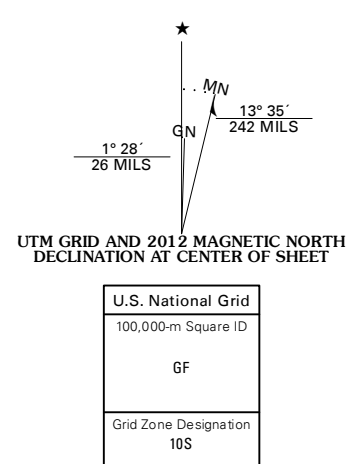 MN
GN
13° 35´
242 MILS
1° 28´
26 MILS
UTM GRID AND 2012 MAGNETIC NORTH
DECLINATION AT CENTER OF SHEET
U.S. National Grid
100,000-m Square ID
GF
Grid Zone Designation
10S